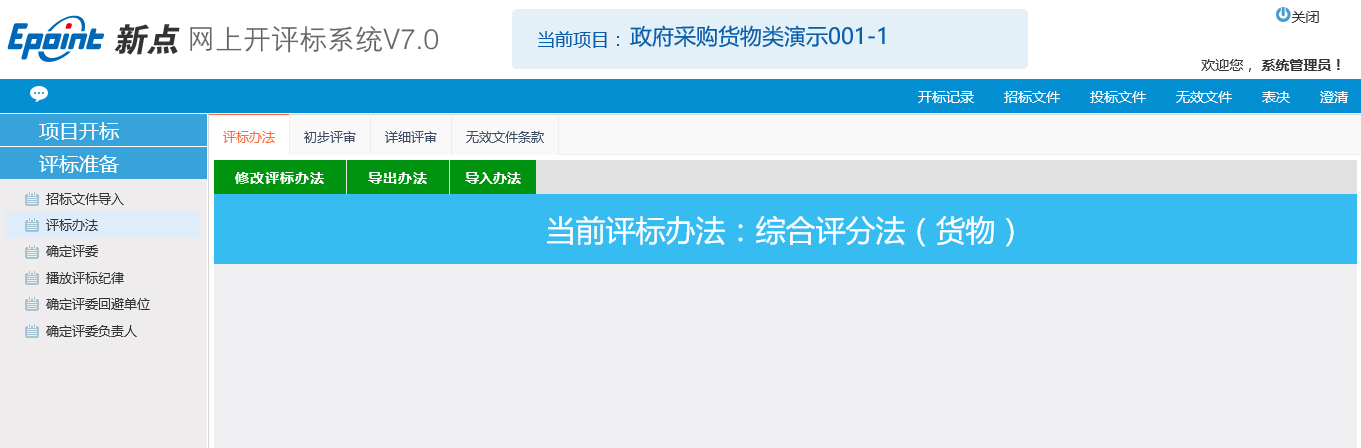 Epoint 新点 网上开评标系统V7.0
当前项目： 政府采购货物类演示001-1
关闭
欢迎您， 系统管理员！
开标记录 招标文件 投标文件 无效文件 表决 澄清
项目开标
评标准备
招标文件导入
评标办法
确定评委
播放评标纪律
确定评委回避单位
确定评委负责人
评标办法 初步评审 详细评审 无效文件条款
修改评标办法 导出办法 导入办法
当前评标办法：综合评分法（货物）